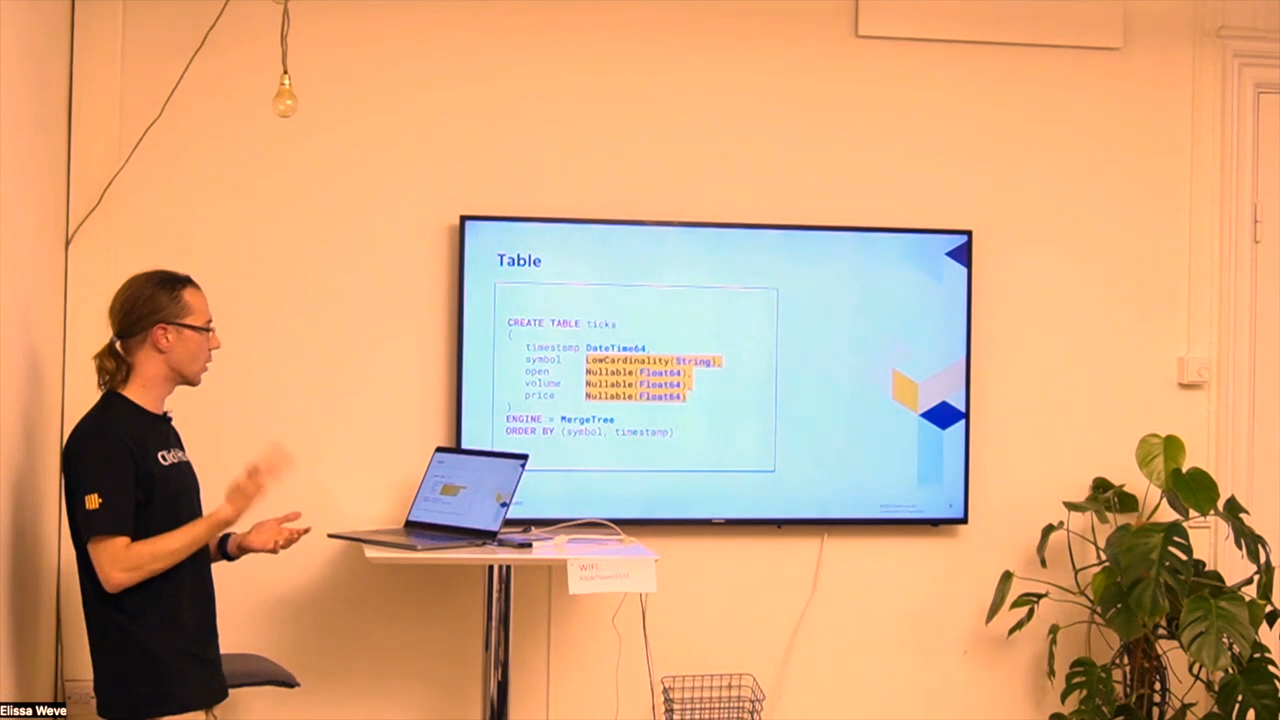 Table
CREATE TABLE ticks
(
timestamp DateTime64,
symbol LowCardinality(String),
open Nullable(Float64),
volume Nullable(Float64),
price Nullable(Float64)
)
ENGINE = MergeTree
ORDER BY (symbol, timestamp)
WIFI
Elissa Weve